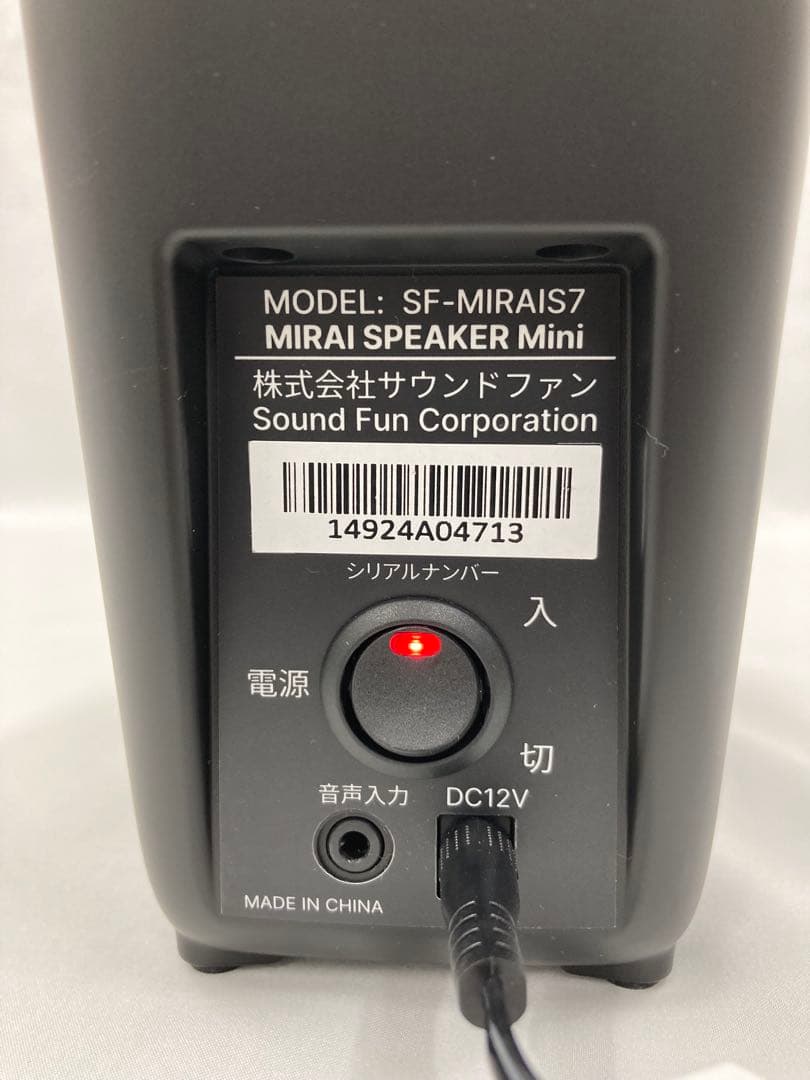 MODEL: SF-MIRAIS7
MIRAI SPEAKER Mini
株式会社サウンドファン
Sound Fun Corporation
14924A04713
シリアルナンバー
入
電源
切
音声入力 DC12V
MADE IN CHINA